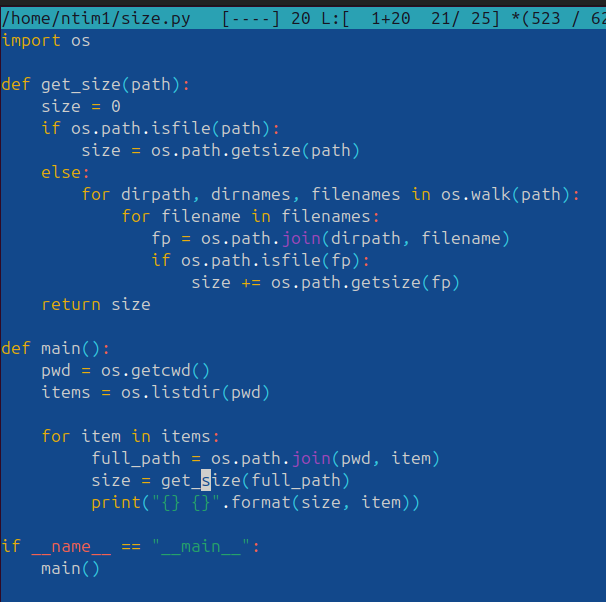 /home/ntim1/size.py   [----] 20 L:[  1+20  21/ 25] *(523 / 62
import os

def get_size(path):
    size = 0
    if os.path.isfile(path):
        size = os.path.getsize(path)
    else:
        for dirpath, dirnames, filenames in os.walk(path):
            for filename in filenames:
               fp = os.path.join(dirpath, filename)
               if os.path.isfile(fp):
                   size += os.path.getsize(fp)
    return size

def main():
    pwd = os.getcwd()
    items = os.listdir(pwd)

    for item in items:
         full_path = os.path.join(pwd, item)
         size = get_size(full_path)
         print("{} {}".format(size, item))

if __name__ == "__main__":
    main()